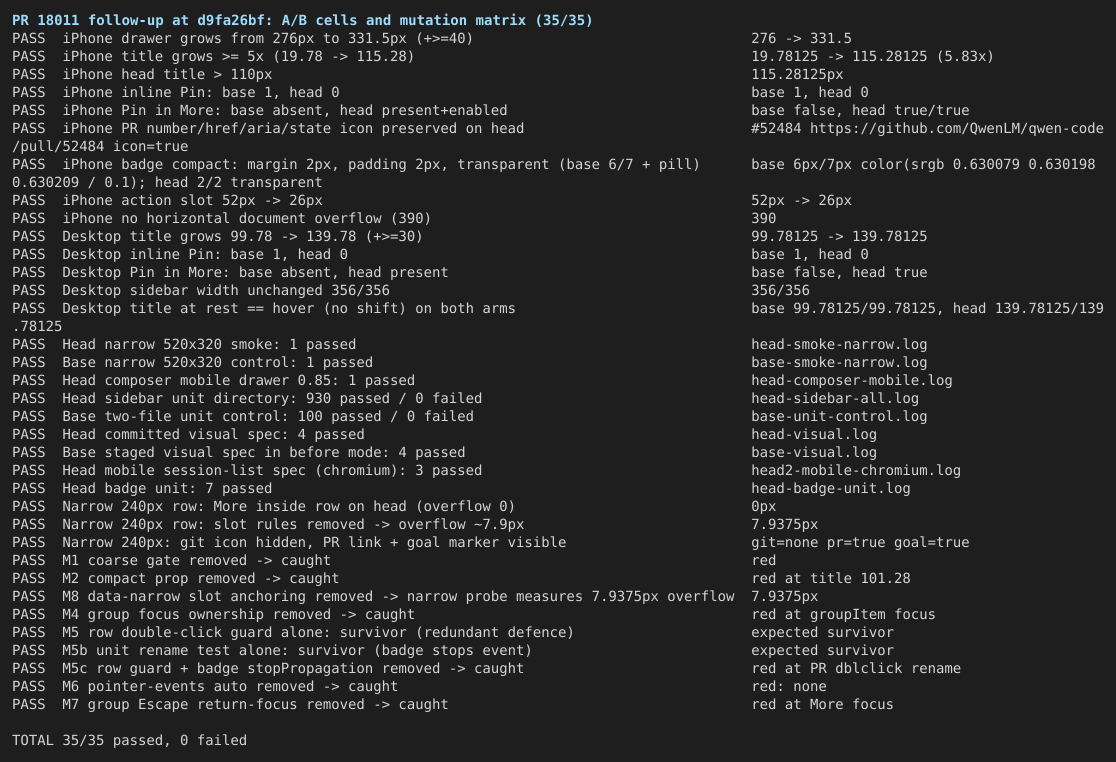 PR 18011 follow-up at d9fa26bf: A/B cells and mutation matrix (35/35)
PASS  iPhone drawer grows from 276px to 331.5px (+>=40)  276 -> 331.5
PASS  iPhone title grows >= 5x (19.78 -> 115.28)  19.78125 -> 115.28125 (5.83x)
PASS  iPhone head title > 110px  115.28125px
PASS  iPhone inline Pin: base 1, head 0  base 1, head 0
PASS  iPhone Pin in More: base absent, head present+enabled  base false, head true/true
PASS  iPhone PR number/href/aria/state icon preserved on head  #52484 https://github.com/QwenLM/qwen-code
/pull/52484 icon=true
PASS  iPhone badge compact: margin 2px, padding 2px, transparent (base 6/7 + pill)  base 6px/7px color(srgb 0.630079 0.630198
0.630209 / 0.1); head 2/2 transparent
PASS  iPhone action slot 52px -> 26px  52px -> 26px
PASS  iPhone no horizontal document overflow (390)  390
PASS  Desktop title grows 99.78 -> 139.78 (+>=30)  99.78125 -> 139.78125
PASS  Desktop inline Pin: base 1, head 0  base 1, head 0
PASS  Desktop Pin in More: base absent, head present  base false, head true
PASS  Desktop sidebar width unchanged 356/356  356/356
PASS  Desktop title at rest == hover (no shift) on both arms  base 99.78125/99.78125, head 139.78125/139
.78125
PASS  Head narrow 520x320 smoke: 1 passed  head-smoke-narrow.log
PASS  Base narrow 520x320 control: 1 passed  base-smoke-narrow.log
PASS  Head composer mobile drawer 0.85: 1 passed  head-composer-mobile.log
PASS  Head sidebar unit directory: 930 passed / 0 failed  head-sidebar-all.log
PASS  Base two-file unit control: 100 passed / 0 failed  base-unit-control.log
PASS  Head committed visual spec: 4 passed  head-visual.log
PASS  Base staged visual spec in before mode: 4 passed  base-visual.log
PASS  Head mobile session-list spec (chromium): 3 passed  head2-mobile-chromium.log
PASS  Head badge unit: 7 passed  head-badge-unit.log
PASS  Narrow 240px row: More inside row on head (overflow 0)  0px
PASS  Narrow 240px row: slot rules removed -> overflow ~7.9px  7.9375px
PASS  Narrow 240px: git icon hidden, PR link + goal marker visible  git=none pr=true goal=true
PASS  M1 coarse gate removed -> caught  red
PASS  M2 compact prop removed -> caught  red at title 101.28
PASS  M8 data-narrow slot anchoring removed -> narrow probe measures 7.9375px overflow  7.9375px
PASS  M4 group focus ownership removed -> caught  red at groupItem focus
PASS  M5 row double-click guard alone: survivor (redundant defence)  expected survivor
PASS  M5b unit rename test alone: survivor (badge stops event)  expected survivor
PASS  M5c row guard + badge stopPropagation removed -> caught  red at PR dblclick rename
PASS  M6 pointer-events auto removed -> caught  red: none
PASS  M7 group Escape return-focus removed -> caught  red at More focus
TOTAL 35/35 passed, 0 failed